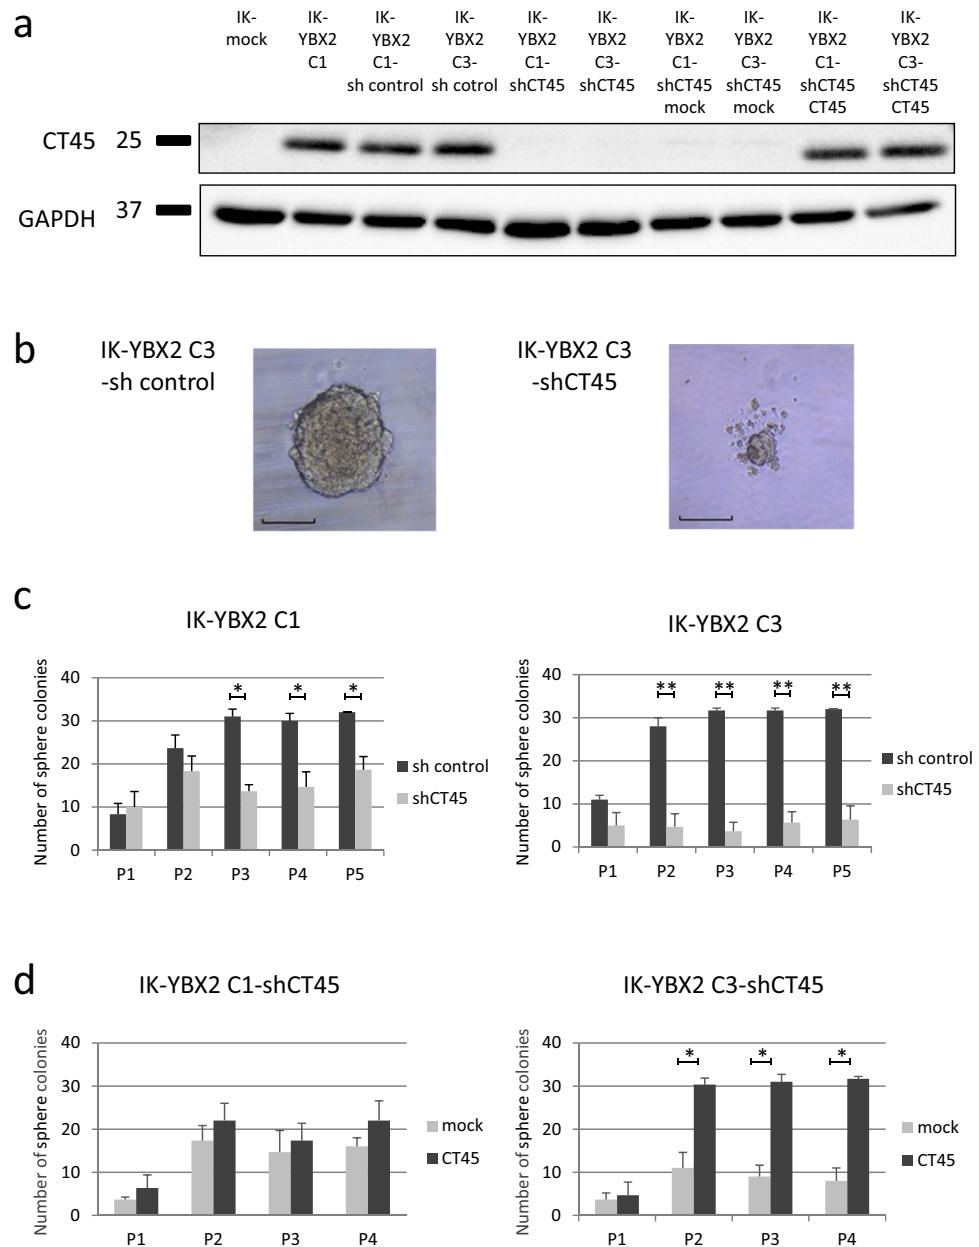 a
IK-
mock
IK-
YBX2
C1
IK-
YBX2
C1-
sh control
IK-
YBX2
C3-
sh cotrol
IK-
YBX2
C1-
shCT45
IK-
YBX2
C3-
shCT45
IK-
YBX2
C1-
shCT45
mock
IK-
YBX2
C3-
shCT45
mock
IK-
YBX2
C1-
shCT45
CT45
IK-
YBX2
C3-
shCT45
CT45
CT45 25
GAPDH 37
b
IK-YBX2 C3
-sh control
IK-YBX2 C3
-shCT45
c
IK-YBX2 C1
Number of sphere colonies
40
30
20
10
0
* * *
P1 P2 P3 P4 P5
sh control
shCT45
IK-YBX2 C3
Number of sphere colonies
40
30
20
10
0
** ** ** **
P1 P2 P3 P4 P5
sh control
shCT45
d
IK-YBX2 C1-shCT45
Number of sphere colonies
40
30
20
10
0
P1 P2 P3 P4
mock
CT45
IK-YBX2 C3-shCT45
Number of sphere colonies
40
30
20
10
0
* * *
P1 P2 P3 P4
mock
CT45